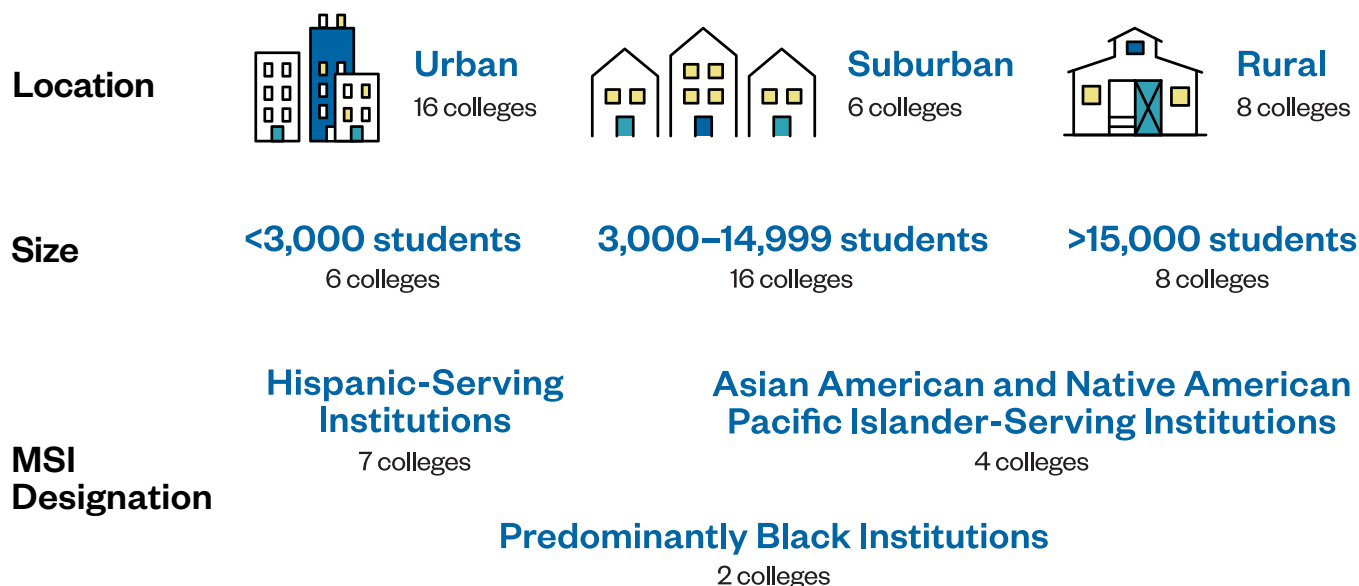 Location
Urban
16 colleges
Suburban
6 colleges
Rural
8 colleges
Size
<3,000 students
6 colleges
3,000–14,999 students
16 colleges
>15,000 students
8 colleges
MSI
Designation
Hispanic-Serving
Institutions
7 colleges
Asian American and Native American
Pacific Islander-Serving Institutions
4 colleges
Predominantly Black Institutions
2 colleges